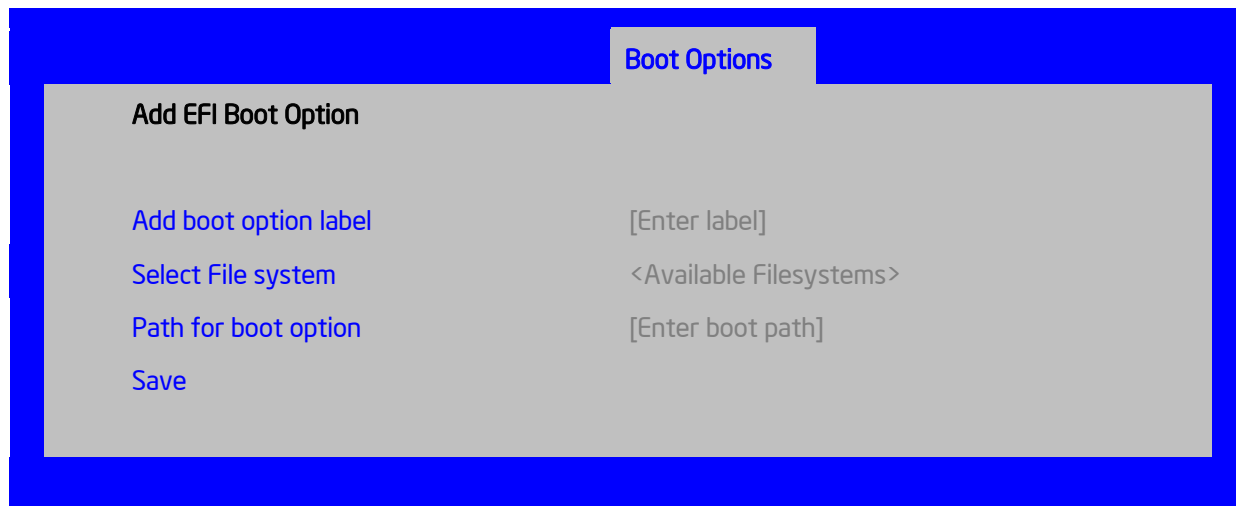 Boot Options
Add EFI Boot Option
Add boot option label [Enter label]
Select File system <Available Filesystems>
Path for boot option [Enter boot path]
Save